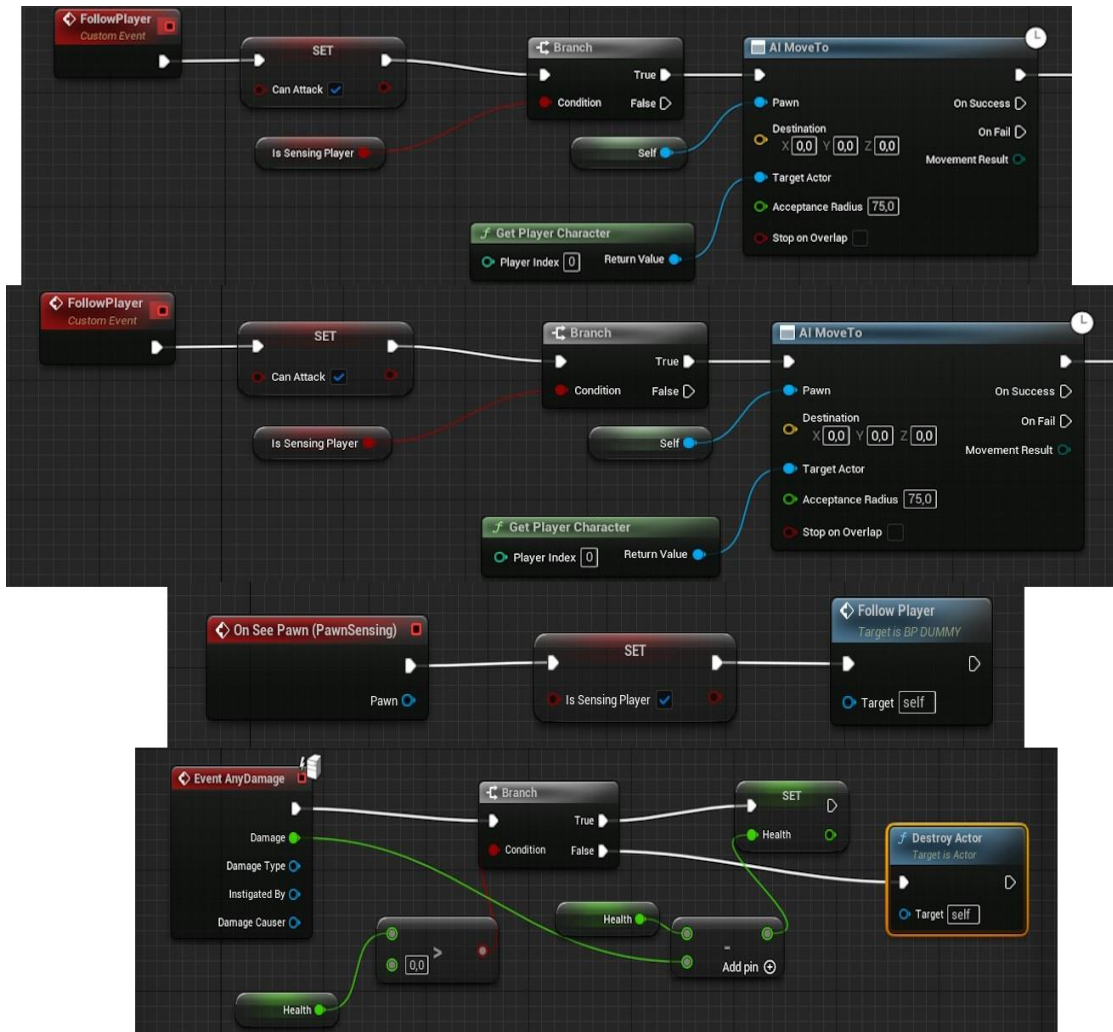 FollowPlayer
Custom Event
SET
Can Attack
Is Sensing Player
Branch
True
Condition
False
Self
AI MoveTo
Pawn
On Success
Destination
X 0,0 Y 0,0 Z 0,0
On Fail
Movement Result
Target Actor
Acceptance Radius 75,0
Stop on Overlap
Get Player Character
Player Index 0
Return Value
FollowPlayer
Custom Event
SET
Can Attack
Is Sensing Player
Branch
True
Condition
False
Self
AI MoveTo
Pawn
On Success
Destination
X 0,0 Y 0,0 Z 0,0
On Fail
Movement Result
Target Actor
Acceptance Radius 75,0
Stop on Overlap
Get Player Character
Player Index 0
Return Value
On See Pawn (PawnSensing)
Pawn
SET
Is Sensing Player
Follow Player
Target is BP DUMMY
Target self
Event AnyDamage
Damage
Damage Type
Instigated By
Damage Causer
Branch
True
Condition
False
SET
Health
Destroy Actor
Target is Actor
Target self
Health
-
Add pin
0,0 >
Health